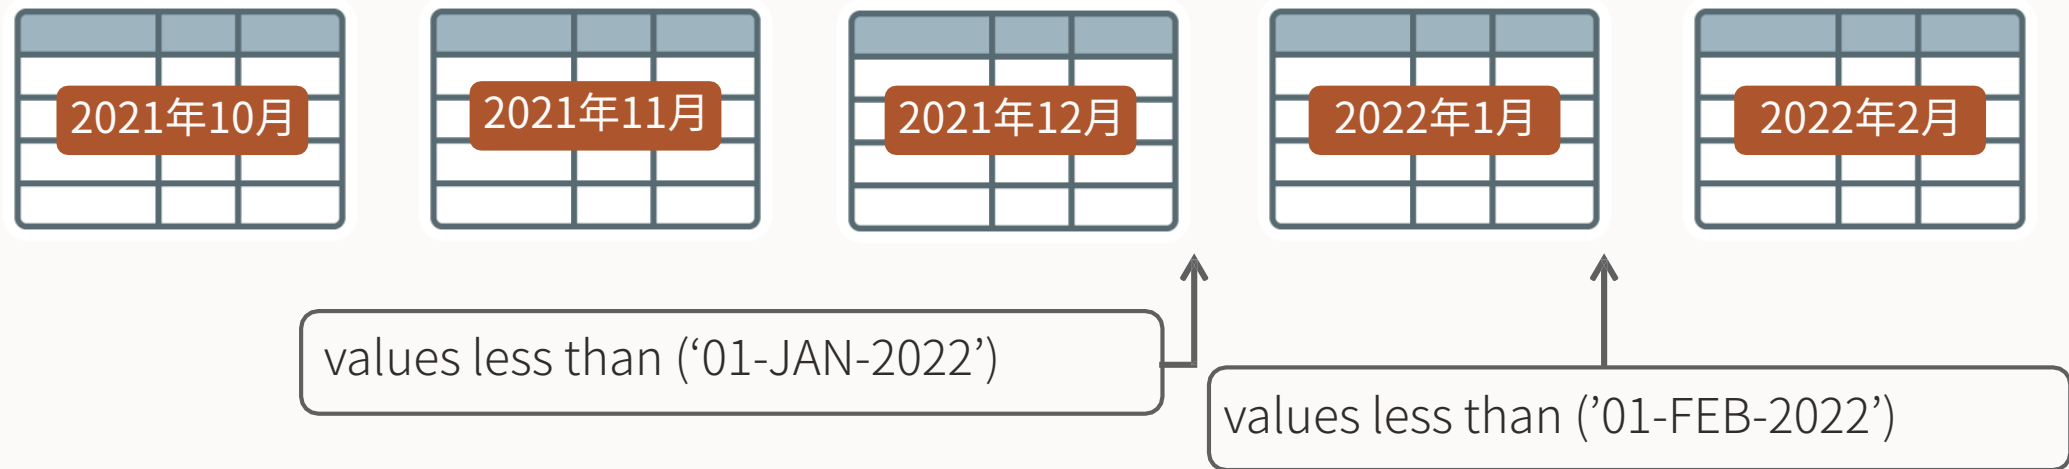 2021年10月
2021年11月
2021年12月
2022年1月
2022年2月
values less than (‘01-JAN-2022’)
values less than (’01-FEB-2022’)